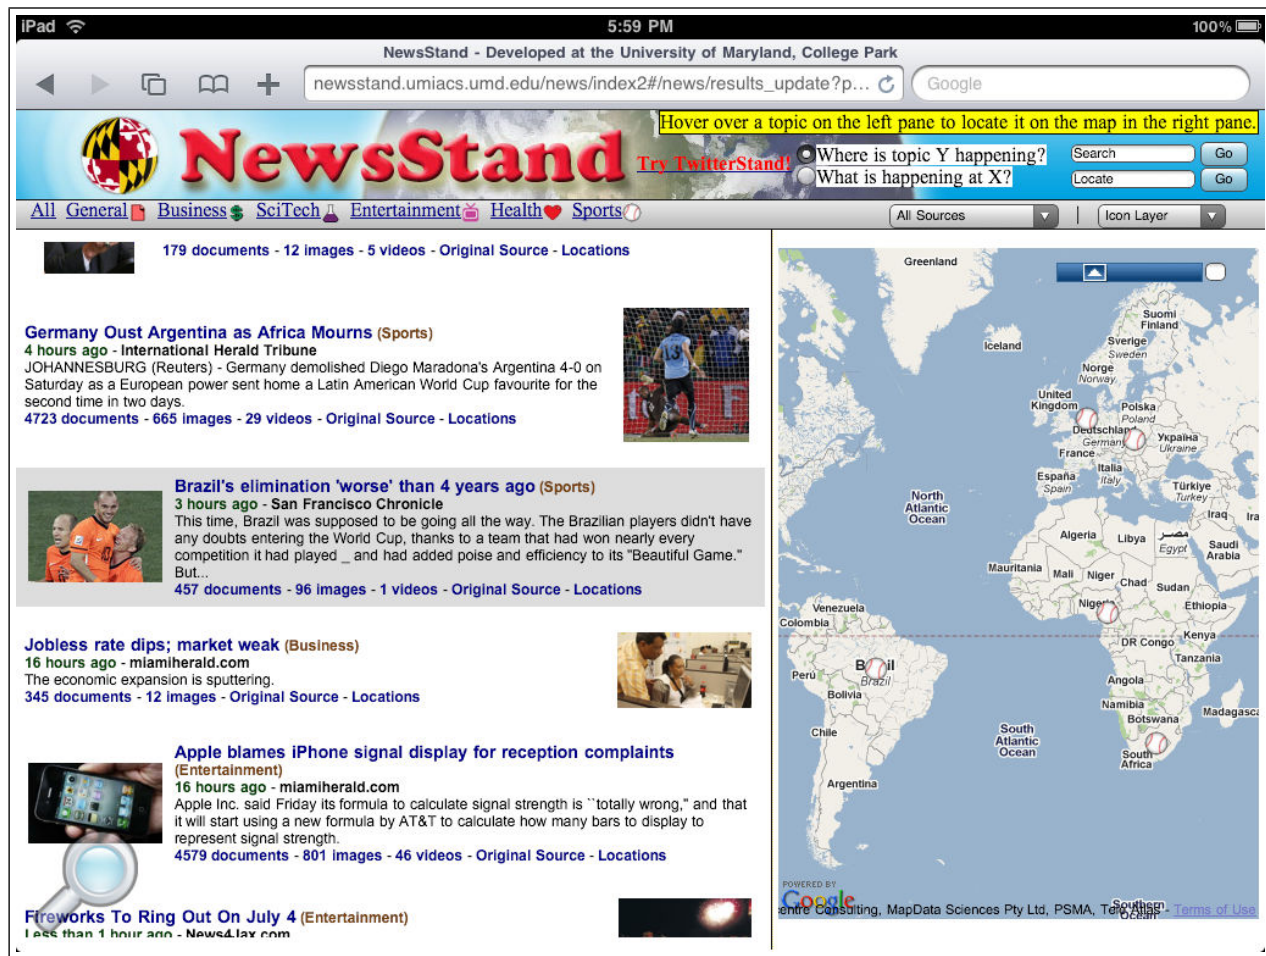 iPad 5:59 PM 100%
NewsStand - Developed at the University of Maryland, College Park
newsstand.umiacs.umd.edu/news/index2#/news/results_update?p... Google
Hover over a topic on the left pane to locate it on the map in the right pane.
NewsStand
Try TwitterStand!
Where is topic Y happening?
What is happening at X?
Search Go
Locate Go
All General Business SciTech Entertainment Health Sports
All Sources | Icon Layer
179 documents - 12 images - 5 videos - Original Source - Locations
Germany Oust Argentina as Africa Mourns (Sports)
4 hours ago - International Herald Tribune
JOHANNESBURG (Reuters) - Germany demolished Diego Maradona's Argentina 4-0 on
Saturday as a European power sent home a Latin American World Cup favourite for the
second time in two days.
4723 documents - 665 images - 29 videos - Original Source - Locations
13
Brazil's elimination 'worse' than 4 years ago (Sports)
3 hours ago - San Francisco Chronicle
This time, Brazil was supposed to be going all the way. The Brazilian players didn't have
any doubts entering the World Cup, thanks to a team that had won nearly every
competition it had played _ and had added poise and efficiency to its "Beautiful Game."
But...
457 documents - 96 images - 1 videos - Original Source - Locations
Jobless rate dips; market weak (Business)
16 hours ago - miamiherald.com
The economic expansion is sputtering.
345 documents - 12 images - Original Source - Locations
Apple blames iPhone signal display for reception complaints
(Entertainment)
16 hours ago - miamiherald.com
Apple Inc. said Friday its formula to calculate signal strength is ``totally wrong," and that
it will start using a new formula by AT&T to calculate how many bars to display to
represent signal strength.
4579 documents - 801 images - 46 videos - Original Source - Locations
Fireworks To Ring Out On July 4 (Entertainment)
Less than 1 hour ago - News4Jax.com
Greenland
Suomi
Finland
Iceland
Sverige
Sweden
Norge
Norway
United
Kingdom
Polska
Poland
Deutschland
Germany
Україна
Ukraine
France
Italia
Italy
España
Spain
Türkiye
Turkey
North
Atlantic
Ocean
Iraq
Algeria
Libya
مصر
Egypt
Saudi
Arabia
Mauritania
Mali
Niger
Chad
Sudan
Venezuela
Colombia
Ethiopia
DR Congo
Kenya
Tanzania
Perú
Brazil
Bolivia
Angola
Namibia
Botswana
Madagasca
Chile
South
Atlantic
Ocean
South
Africa
Argentina
POWERED BY
Google
Southern
Ocean
entre Consulting, MapData Sciences Pty Ltd, PSMA, Tele Atlas - Terms of Use